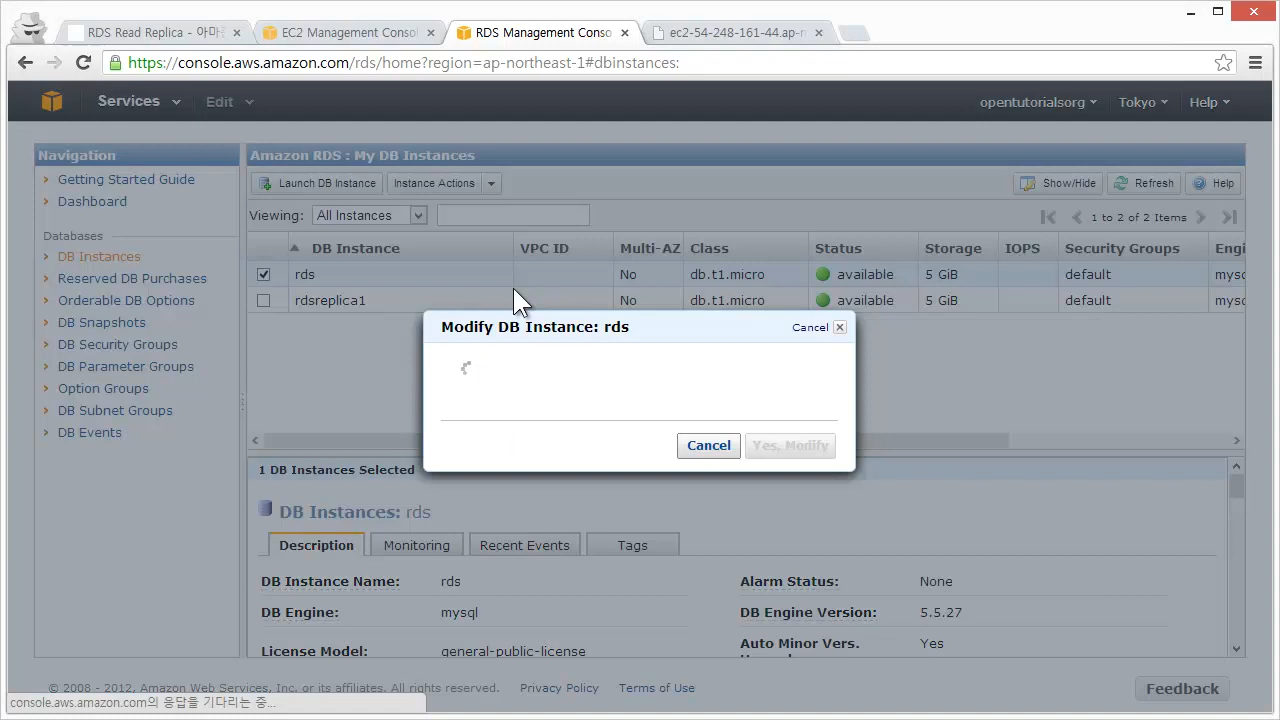 RDS Read Replica - 아마
EC2 Management Consol
RDS Management Conso
ec2-54-248-161-44.ap-n
https://console.aws.amazon.com/rds/home?region=ap-northeast-1#dbinstances:
Services Edit opentutorialsorg Tokyo Help
Navigation
Getting Started Guide
Dashboard
Databases
DB Instances
Reserved DB Purchases
Orderable DB Options
DB Snapshots
DB Security Groups
DB Parameter Groups
Option Groups
DB Subnet Groups
DB Events
Amazon RDS : My DB Instances
Launch DB Instance Instance Actions Show/Hide Refresh Help
Viewing: All Instances 1 to 2 of 2 Items
DB Instance VPC ID Multi-AZ Class Status Storage IOPS Security Groups Engi
rds No db.t1.micro available 5 GiB default mysq
rdsreplica1 No db.t1.micro available 5 GiB default mysq
Modify DB Instance: rds Cancel
Cancel Yes, Modify
1 DB Instances Selected
DB Instances: rds
Description Monitoring Recent Events Tags
DB Instance Name: rds Alarm Status: None
DB Engine: mysql DB Engine Version: 5.5.27
License Model: general-public-license Auto Minor Vers. Yes
© 2008 - 2012, Amazon Web Services, Inc. or its affiliates. All rights reserved. Privacy Policy Terms of Use Feedback
console.aws.amazon.com의 응답을 기다리는 중...